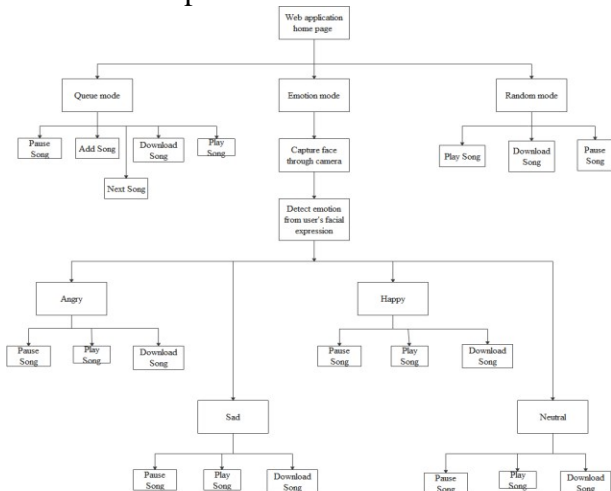 Web application
home page
Queue mode
Emotion mode
Random mode
Pause
Song
Add Song
Download
Song
Play
Song
Next Song
Capture face
through camera
Play Song
Download
Song
Pause
Song
Detect emotion
from user's facial
expression
Angry
Happy
Pause
Song
Play
Song
Download
Song
Pause
Song
Play
Song
Download
Song
Sad
Neutral
Pause
Song
Play
Song
Download
Song
Pause
Song
Play
Song
Download
Song